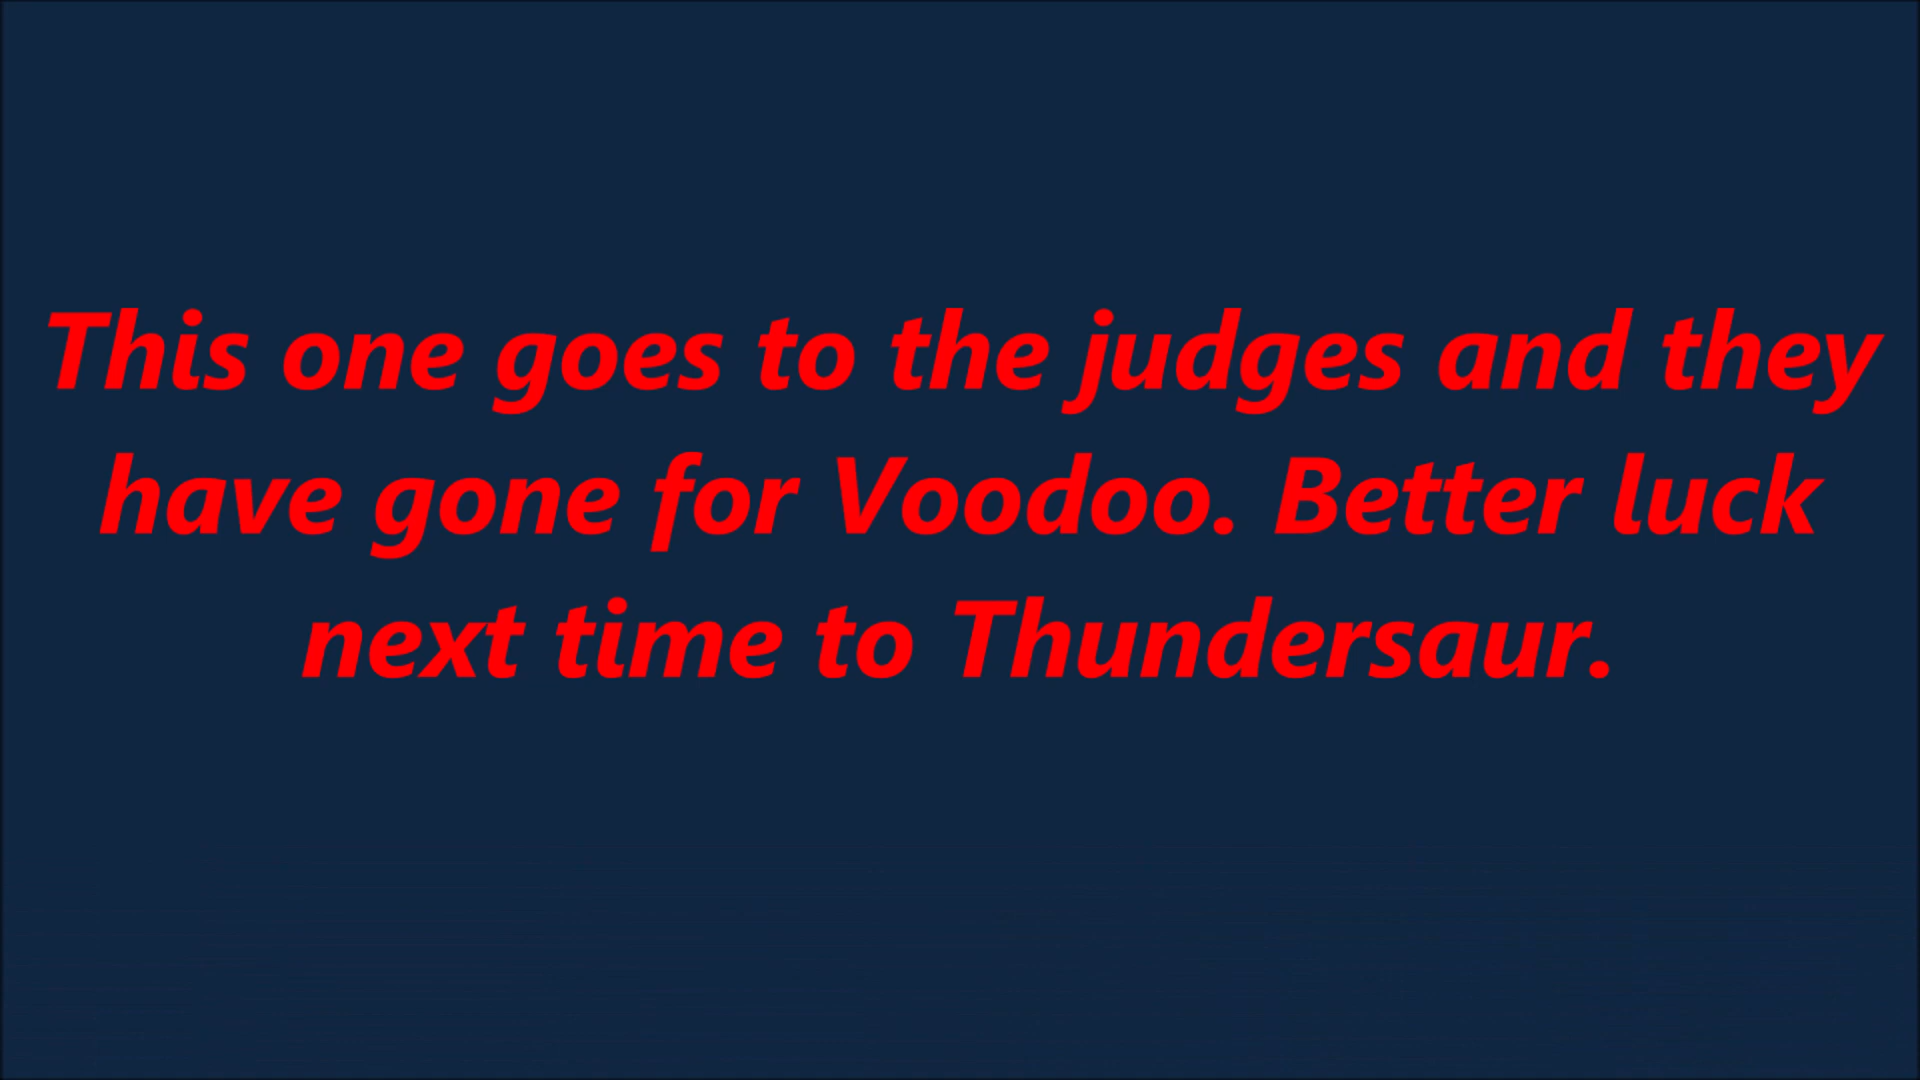 This one goes to the judges and they
have gone for Voodoo. Better luck
next time to Thundersaur.